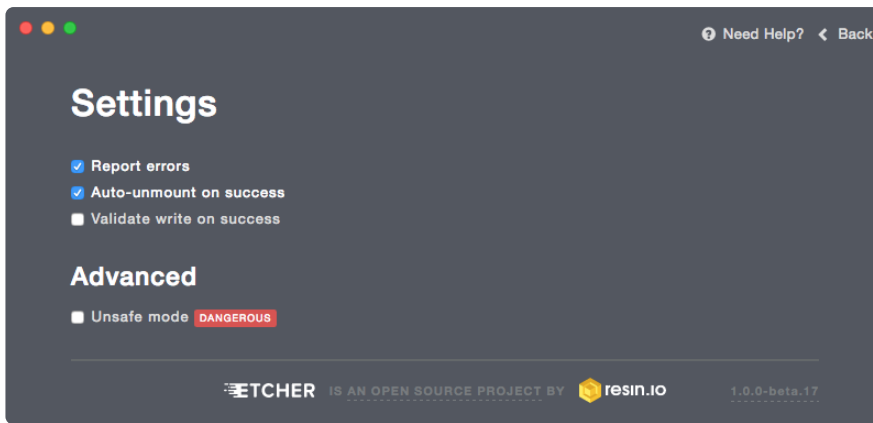 Need Help? Back
Settings
Report errors
Auto-unmount on success
Validate write on success
Advanced
Unsafe mode DANGEROUS
ETCHER IS AN OPEN SOURCE PROJECT BY resin.io 1.0.0-beta.17